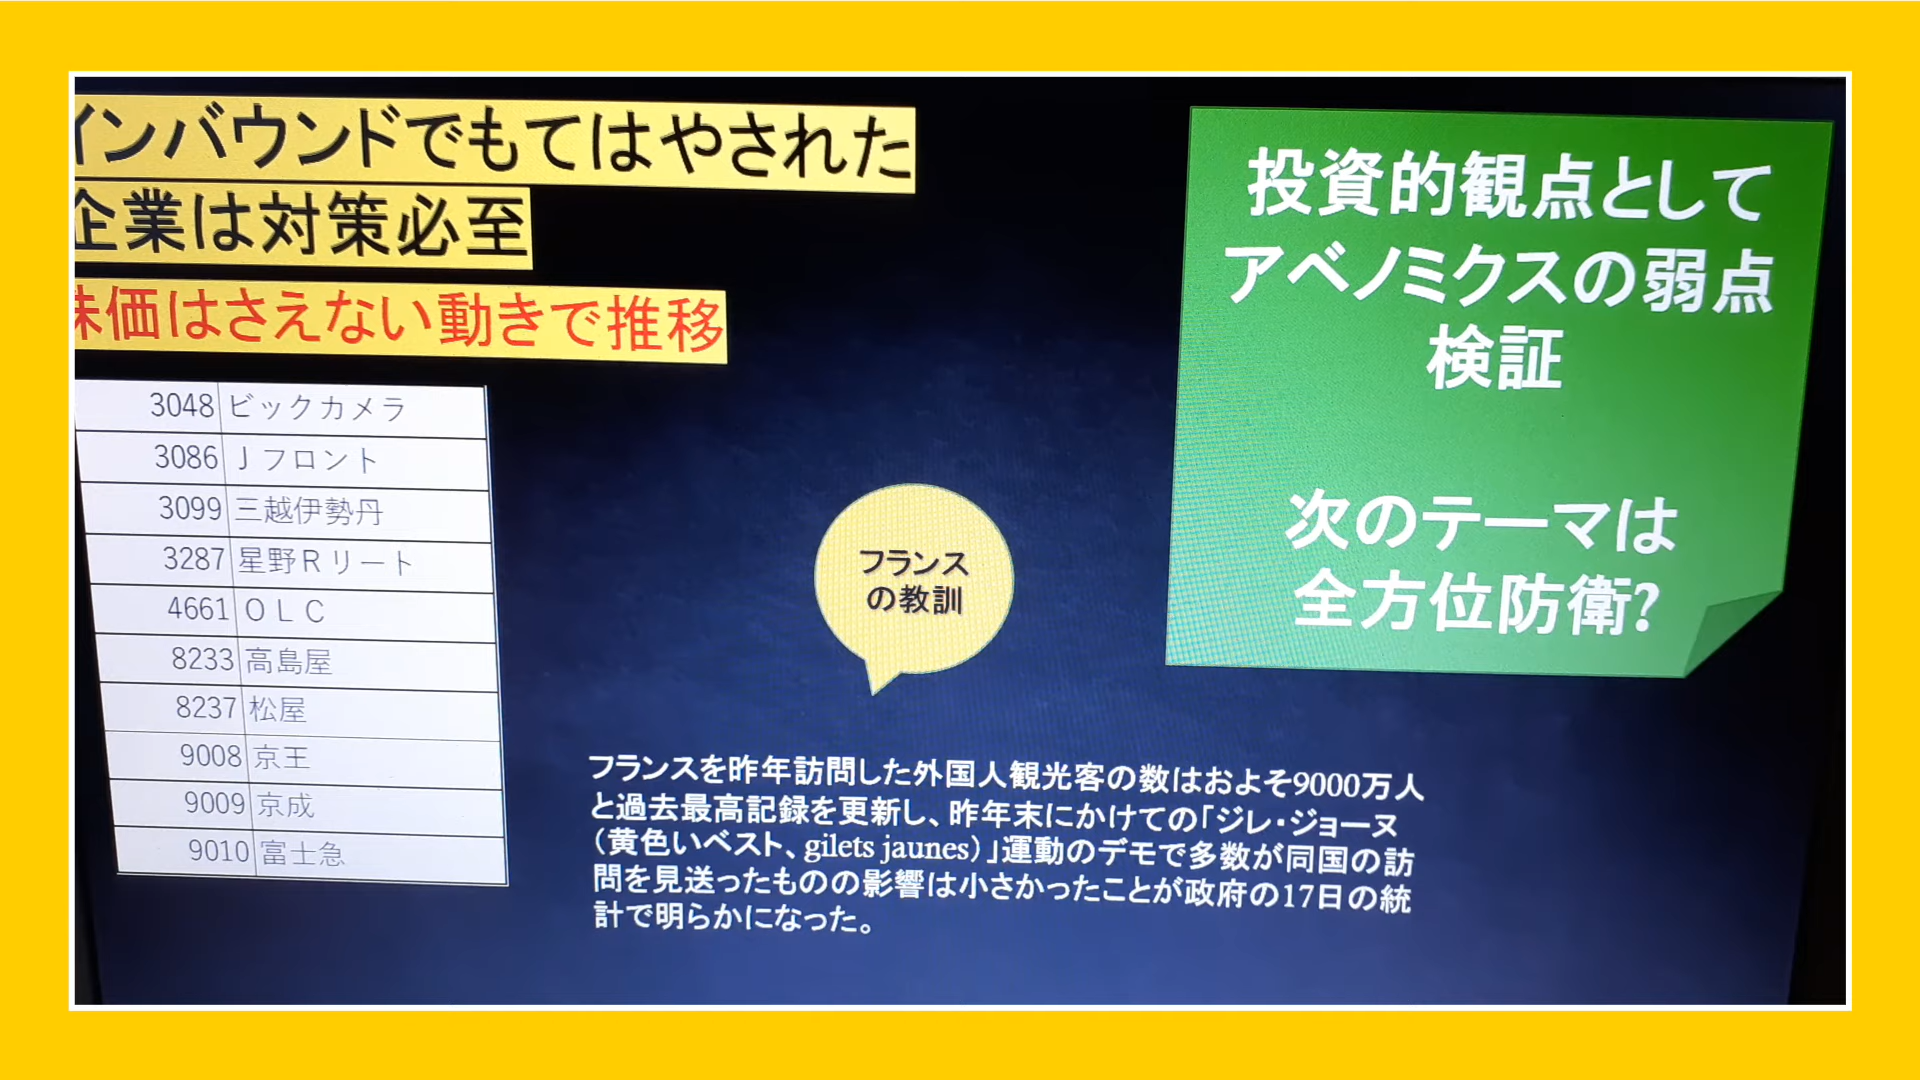 インバウンドでもてはやされた
企業は対策必至
株価はさえない動きで推移
3048 ビックカメラ
3086 Jフロント
3099 三越伊勢丹
3287 星野Rリート
4661 OLC
8233 高島屋
8237 松屋
9008 京王
9009 京成
9010 富士急
フランス
の教訓
フランスを昨年訪問した外国人観光客の数はおよそ9000万人
と過去最高記録を更新し、昨年末にかけての「ジレ・ジョーヌ
（黄色いベスト、gilets jaunes）」運動のデモで多数が同国の訪
問を見送ったものの影響は小さかったことが政府の17日の統
計で明らかになった。
投資的観点として
アベノミクスの弱点
検証
次のテーマは
全方位防衛?